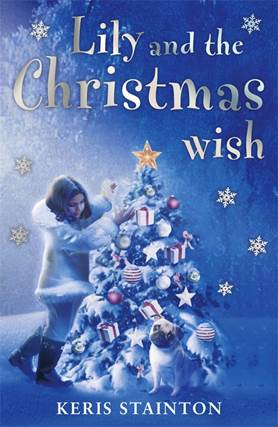 Lily and the
Christmas
wish
KERIS STAINTON